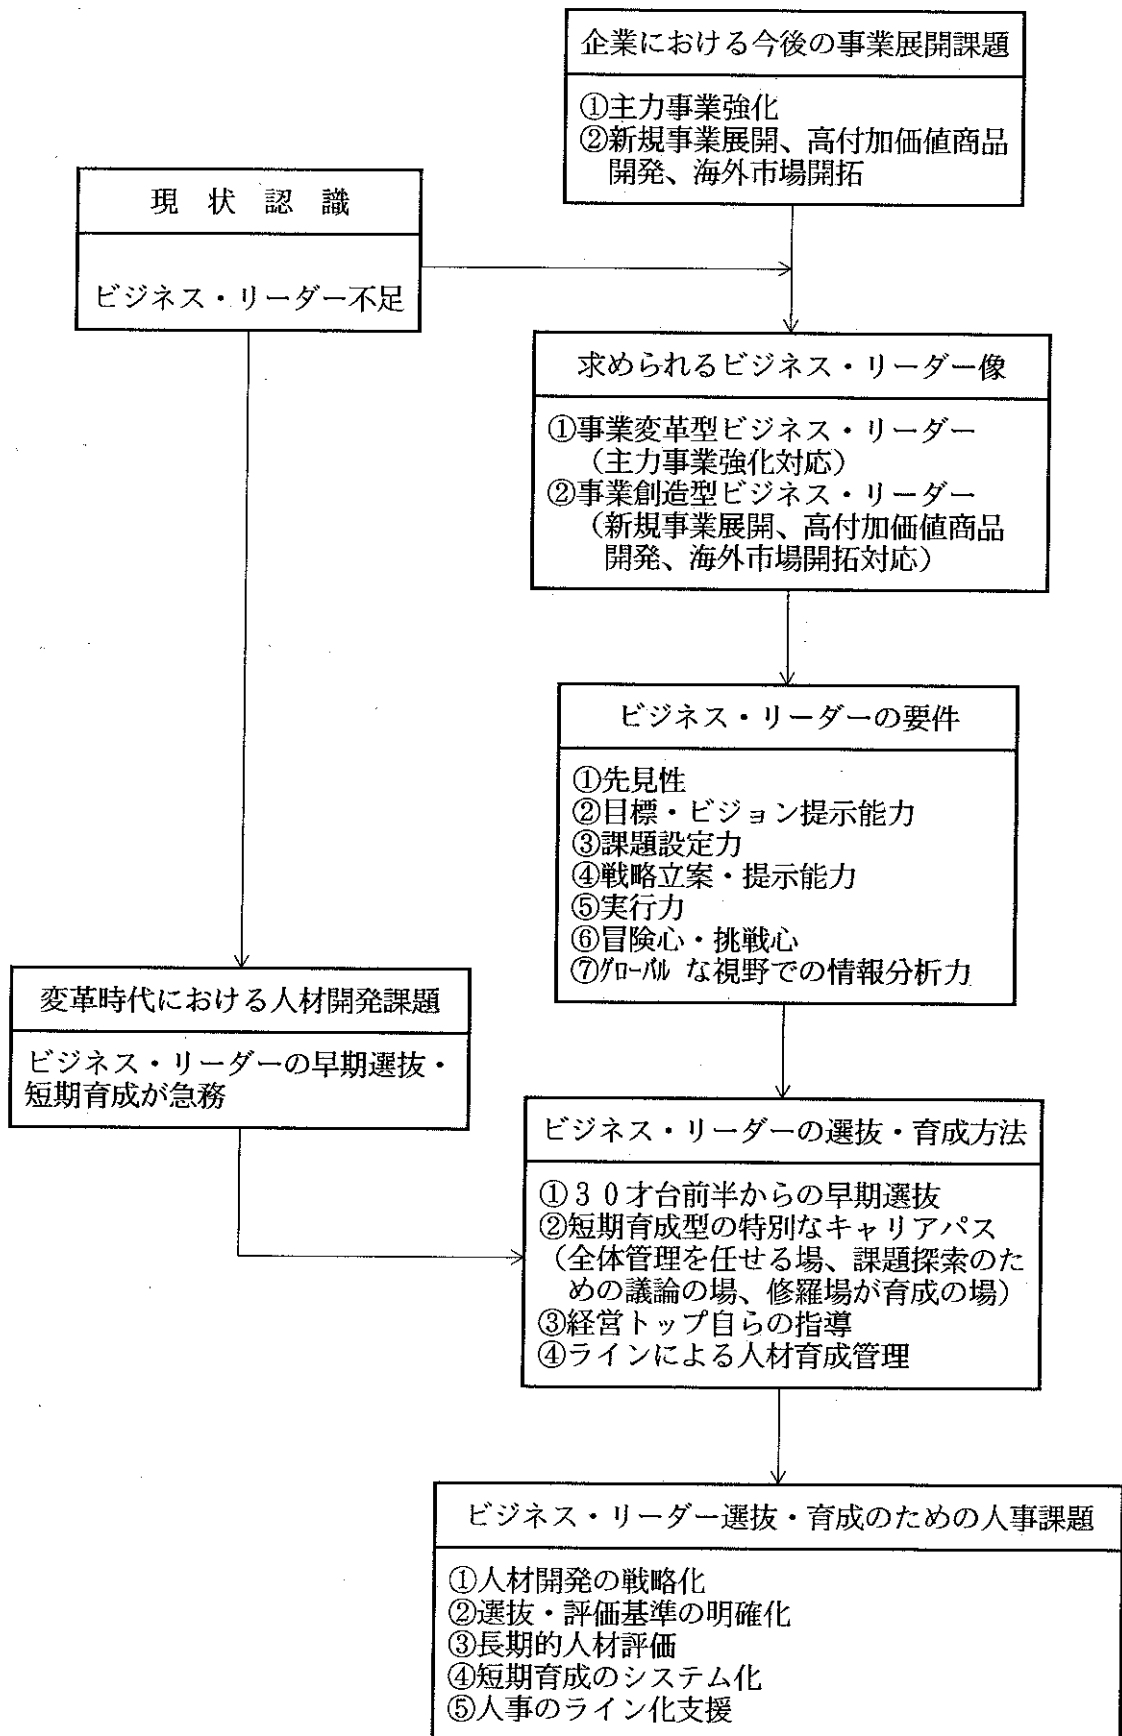 企業における今後の事業展開課題
①主力事業強化
②新規事業展開、高付加価値商品
開発、海外市場開拓
現状認識
ビジネス・リーダー不足
求められるビジネス・リーダー像
①事業変革型ビジネス・リーダー
（主力事業強化対応）
②事業創造型ビジネス・リーダー
（新規事業展開、高付加価値商品
開発、海外市場開拓対応）
ビジネス・リーダーの要件
①先見性
②目標・ビジョン提示能力
③課題設定力
④戦略立案・提示能力
⑤実行力
⑥冒険心・挑戦心
⑦グローバルな視野での情報分析力
変革時代における人材開発課題
ビジネス・リーダーの早期選抜・
短期育成が急務
ビジネス・リーダーの選抜・育成方法
①３０才台前半からの早期選抜
②短期育成型の特別なキャリアパス
（全体管理を任せる場、課題探索のた
めの議論の場、修羅場が育成の場）
③経営トップ自らの指導
④ラインによる人材育成管理
ビジネス・リーダー選抜・育成のための人事課題
①人材開発の戦略化
②選抜・評価基準の明確化
③長期的人材評価
④短期育成のシステム化
⑤人事のライン化支援